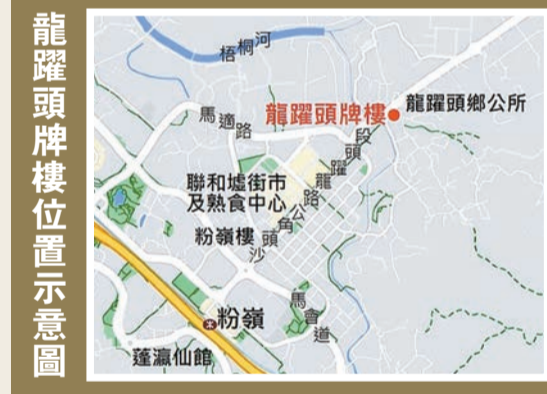 龍躍頭牌樓位置示意圖
梧桐河
龍躍頭鄉公所
龍躍頭牌樓
馬適路
聯和墟街市
及熟食中心
沙頭角公路龍躍頭段
粉嶺樓
馬會道
粉嶺
蓬瀛仙館